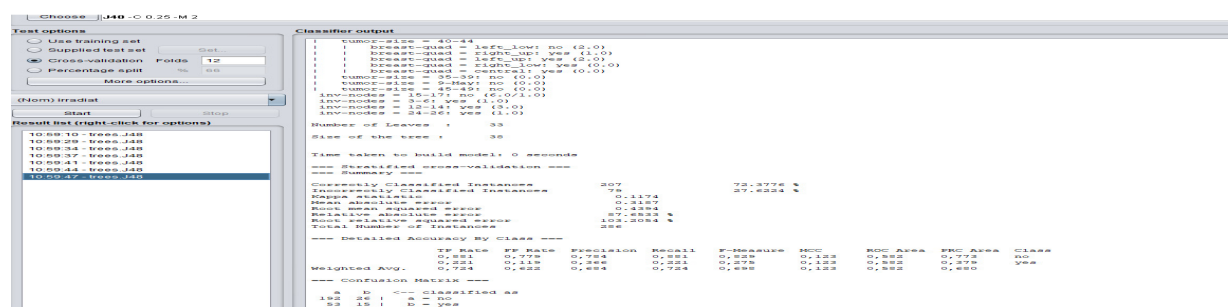 Choose J48 -C 0.25 -M 2
Test options
Use training set
Supplied test set Set...
Cross-validation Folds 12
Percentage split % 66
More options...
(Nom) irradiat
Start Stop
Result list (right-click for options)
10:59:10 - trees.J48
10:59:29 - trees.J48
10:59:34 - trees.J48
10:59:37 - trees.J48
10:59:41 - trees.J48
10:59:44 - trees.J48
10:59:47 - trees.J48
Classifier output
| tumor-size = 40-44
| | breast-quad = left_low: no (2.0)
| | breast-quad = right_up: yes (1.0)
| | breast-quad = left_up: yes (2.0)
| | breast-quad = right_low: yes (0.0)
| | breast-quad = central: yes (0.0)
| tumor-size = 35-39: no (0.0)
| tumor-size = 9-May: no (0.0)
| tumor-size = 45-49: no (0.0)
inv-nodes = 15-17: no (6.0/1.0)
inv-nodes = 3-6: yes (1.0)
inv-nodes = 12-14: yes (3.0)
inv-nodes = 24-26: yes (1.0)
Number of Leaves : 33
Size of the tree : 38
Time taken to build model: 0 seconds
=== Stratified cross-validation ===
=== Summary ===
Correctly Classified Instances 207 72.3776 %
Incorrectly Classified Instances 79 27.6224 %
Kappa statistic 0.1174
Mean absolute error 0.3187
Root mean squared error 0.4394
Relative absolute error 87.6533 %
Root relative squared error 103.2054 %
Total Number of Instances 286
=== Detailed Accuracy By Class ===
TP Rate FP Rate Precision Recall F-Measure MCC ROC Area PRC Area Class
0,881 0,779 0,784 0,881 0,829 0,123 0,582 0,773 no
0,221 0,119 0,366 0,221 0,275 0,123 0,582 0,379 yes
Weighted Avg. 0,724 0,622 0,684 0,724 0,698 0,123 0,582 0,680
=== Confusion Matrix ===
a b <-- classified as
192 26 | a = no
53 15 | b = yes